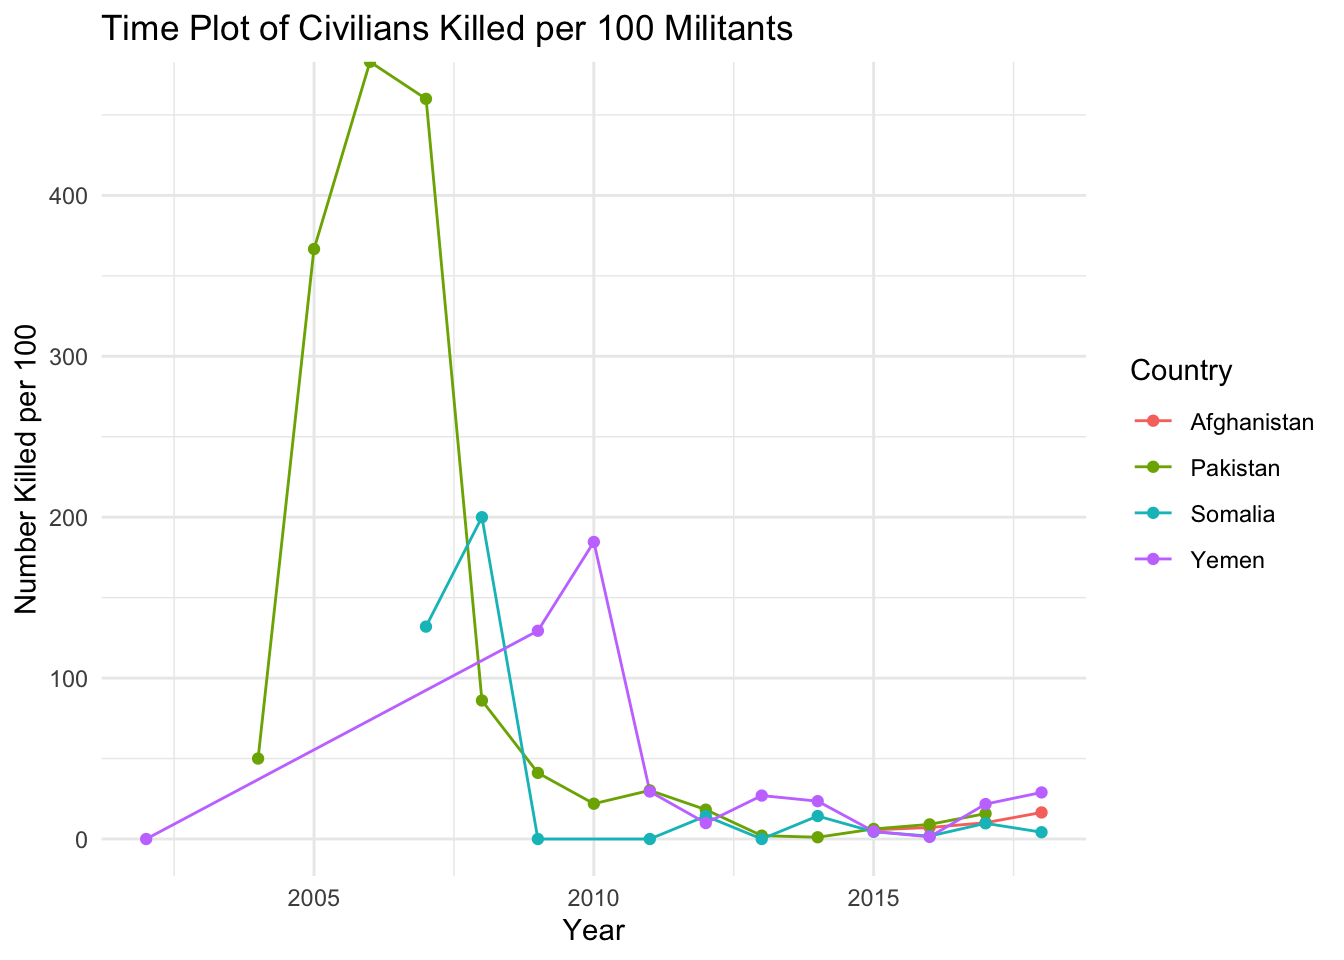 Time Plot of Civilians Killed per 100 Militants
Number Killed per 100
400
300
200
100
0
2005
2010
2015
Year
Country
Afghanistan
Pakistan
Somalia
Yemen